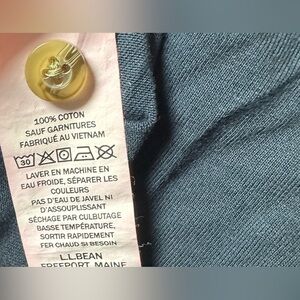 100% COTON
SAUF GARNITURES
FABRIQUÉ AU VIETNAM
30
LAVER EN MACHINE EN
EAU FROIDE, SÉPARER LES
COULEURS
PAS D'EAU DE JAVEL NI
D'ASSOUPLISSANT
SÉCHAGE PAR CULBUTAGE
BASSE TEMPÉRATURE,
SORTIR RAPIDEMENT
FER CHAUD SI BESOIN
L.L.BEAN
FREEPORT, MAINE